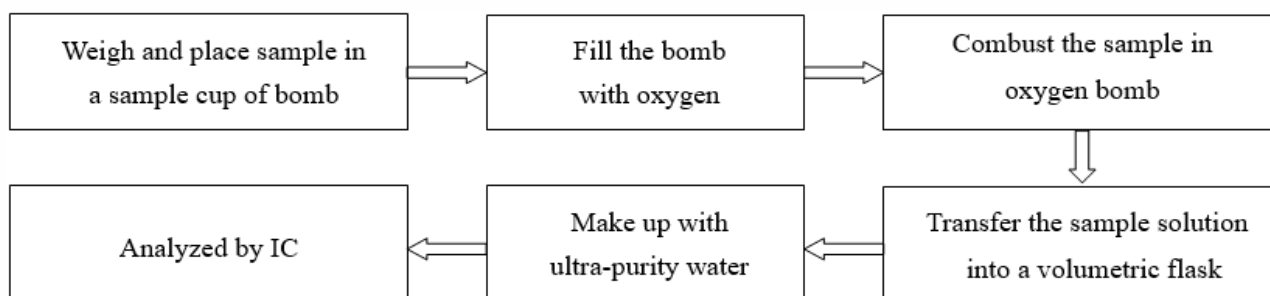 Weigh and place sample in
a sample cup of bomb
Fill the bomb
with oxygen
Combust the sample in
oxygen bomb
Transfer the sample solution
into a volumetric flask
Make up with
ultra-purity water
Analyzed by IC